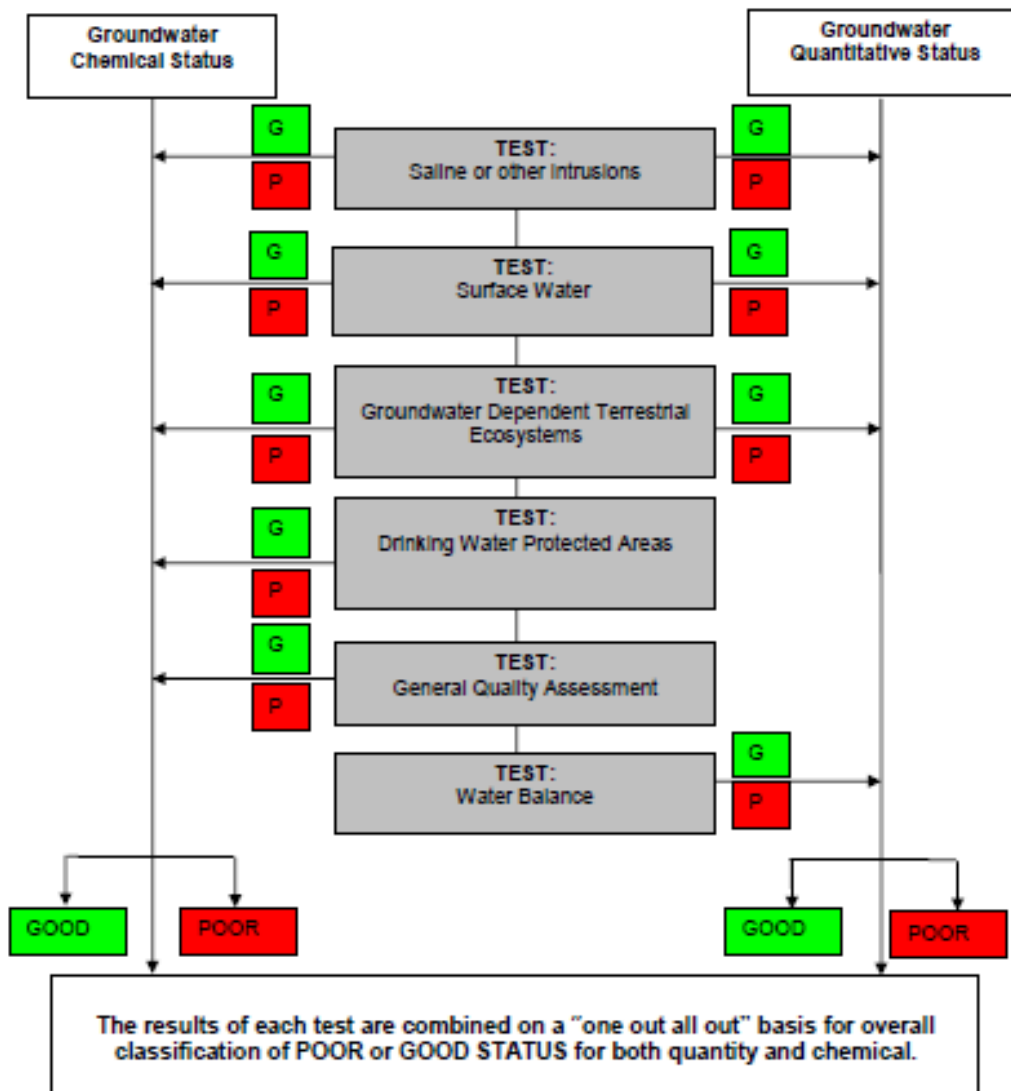 Groundwater
Chemical Status
Groundwater
Quantitative Status
G
P
TEST:
Saline or other Intrusions
G
P
G
P
TEST:
Surface Water
G
P
G
P
TEST:
Groundwater Dependent Terrestrial
Ecosystems
G
P
G
P
TEST:
Drinking Water Protected Areas
G
P
TEST:
General Quality Assessment
TEST:
Water Balance
G
P
GOOD
POOR
GOOD
POOR
The results of each test are combined on a "one out all out" basis for overall
classification of POOR or GOOD STATUS for both quantity and chemical.